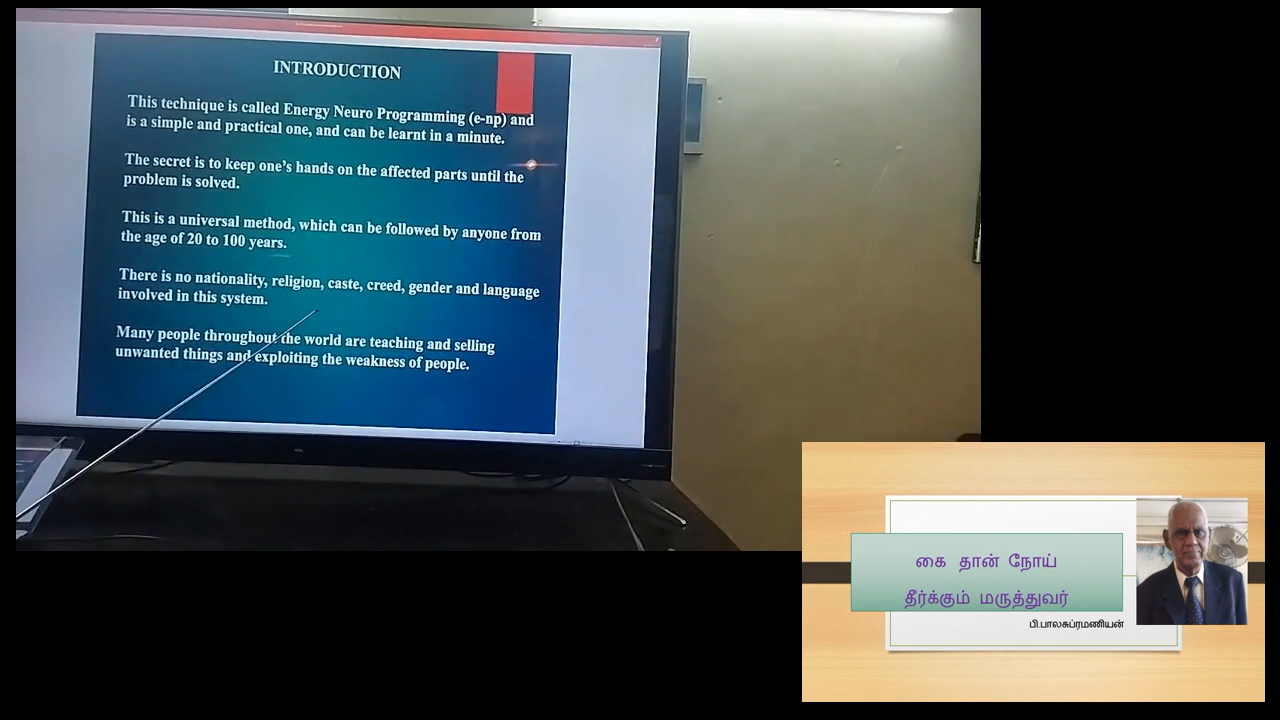 INTRODUCTION
This technique is called Energy Neuro Programming (e-np) and
is a simple and practical one, and can be learnt in a minute.
The secret is to keep one's hands on the affected parts until the
problem is solved.
This is a universal method, which can be followed by anyone from
the age of 20 to 100 years.
There is no nationality, religion, caste, creed, gender and language
involved in this system.
Many people throughout the world are teaching and selling
unwanted things and exploiting the weakness of people.
கை தான் நோய்
தீர்க்கும் மருத்துவர்
பி.பாலசுப்ரமணியன்